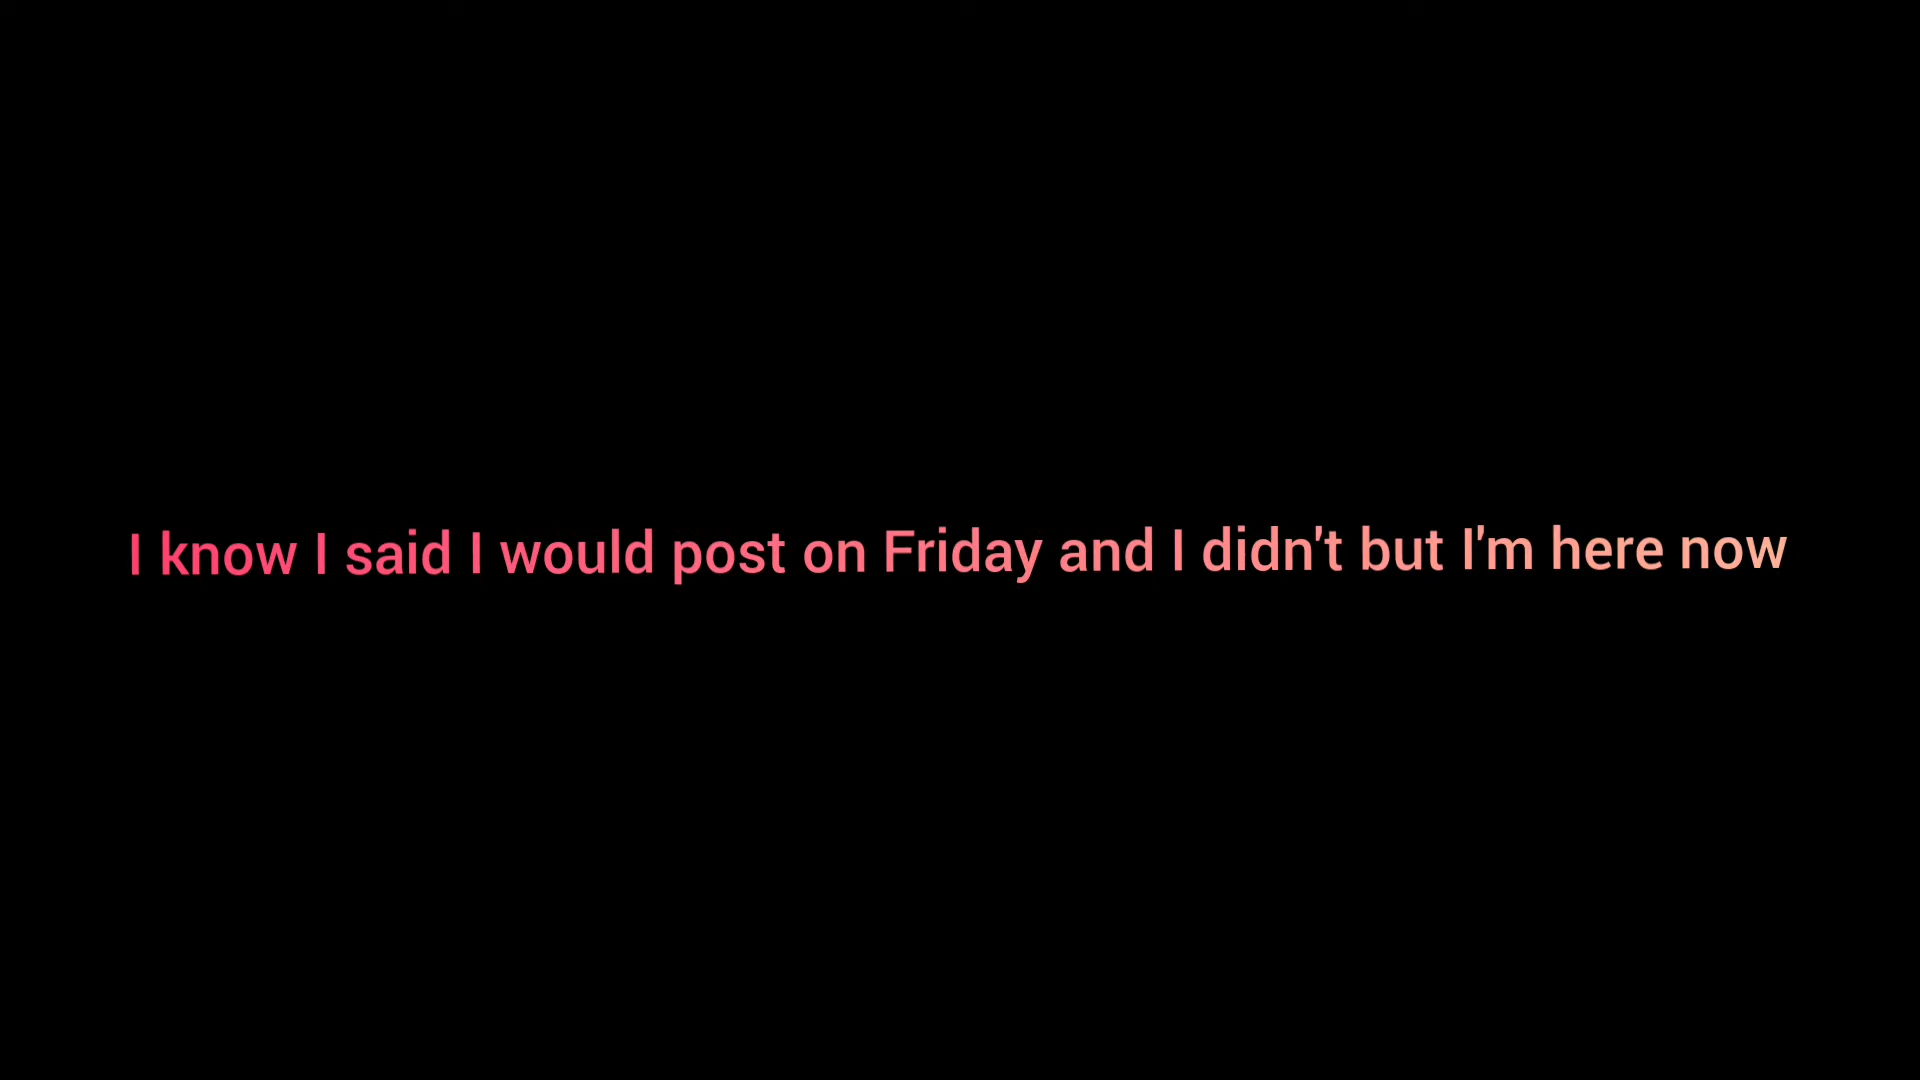 I know I said I would post on Friday and I didn't but I'm here now